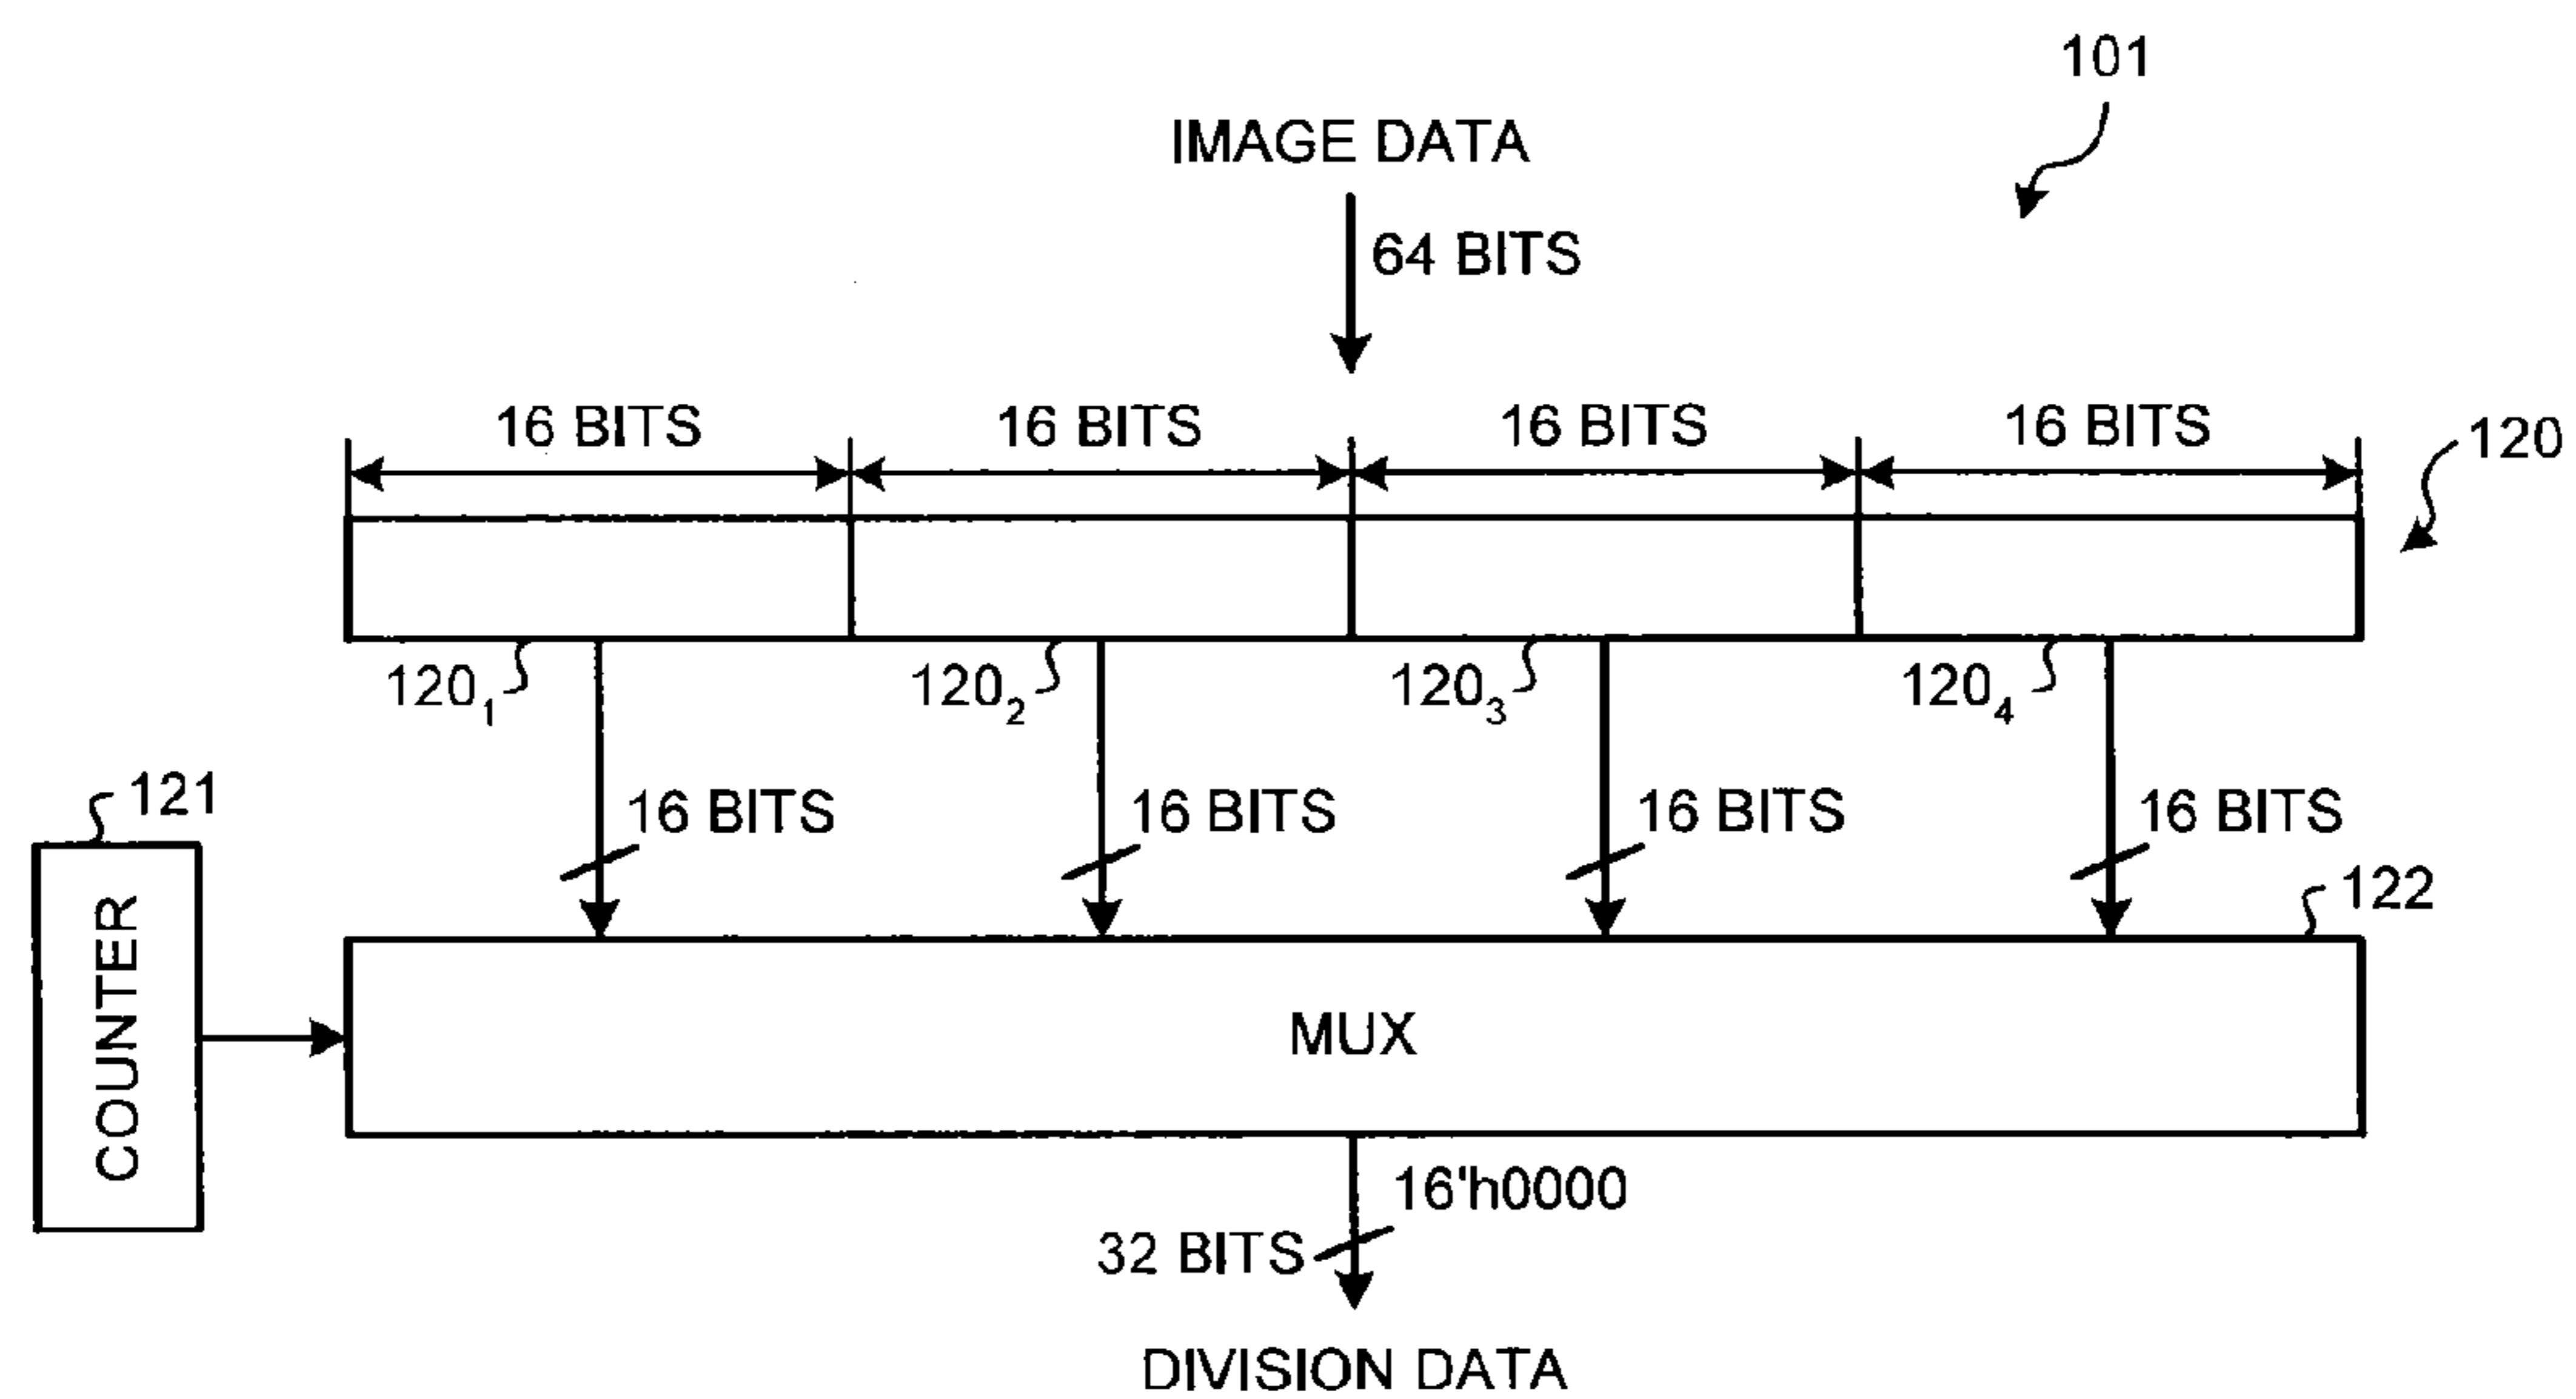 101
IMAGE DATA
64 BITS
16 BITS 16 BITS 16 BITS 16 BITS
120
120₁ 120₂ 120₃ 120₄
121
16 BITS 16 BITS 16 BITS 16 BITS
122
COUNTER
MUX
16'h0000
32 BITS
DIVISION DATA